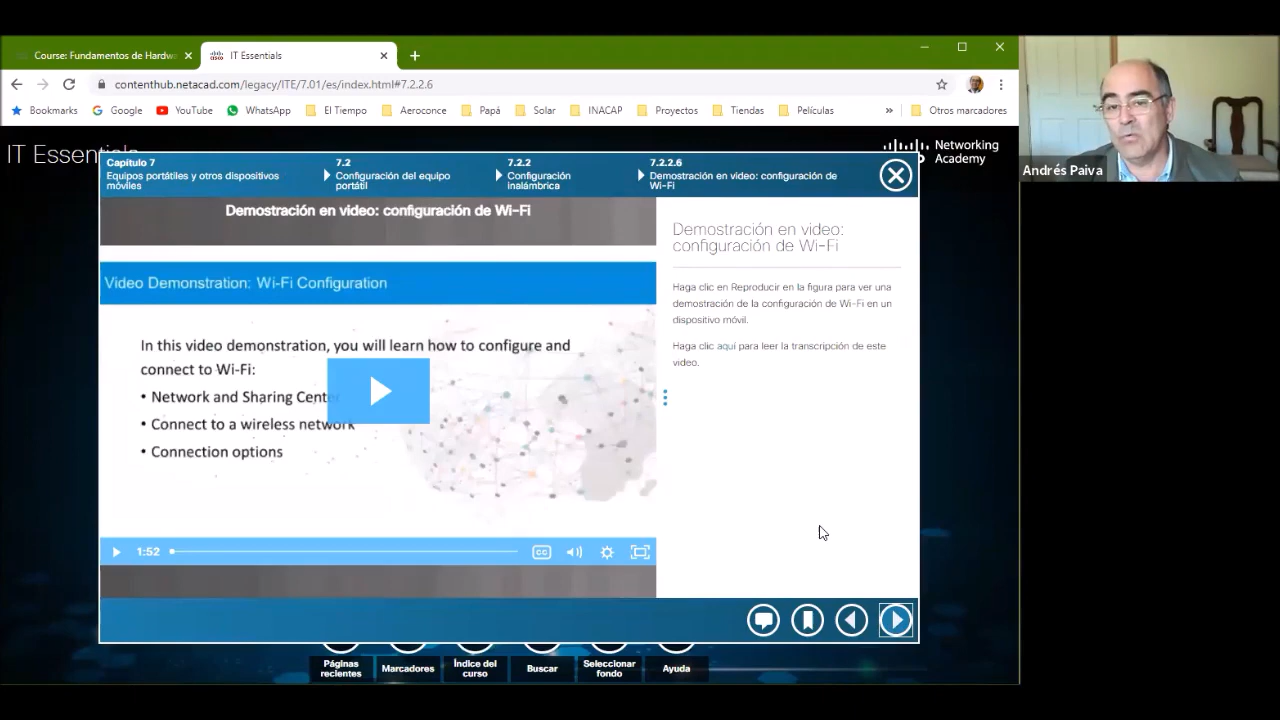 Course: Fundamentos de Hardw
IT Essentials
contenthub.netacad.com/legacy/ITE/7.01/es/index.html#7.2.2.6
Bookmarks
Google
YouTube
WhatsApp
El Tiempo
Aeroconce
Papá
Solar
INACAP
Proyectos
Tiendas
Películas
»
Otros marcadores
IT Essentials
Networking
Academy
Andrés Paiva
Capítulo 7
Equipos portátiles y otros dispositivos
móviles
7.2
Configuración del equipo
portátil
7.2.2
Configuración
inalámbrica
7.2.2.6
Demostración en video: configuración de
Wi-Fi
Demostración en video: configuración de Wi-Fi
Video Demonstration: Wi-Fi Configuration
In this video demonstration, you will learn how to configure and
connect to Wi-Fi:
• Network and Sharing Cente
• Connect to a wireless network
• Connection options
1:52
CC
Demostración en video:
configuración de Wi-Fi
Haga clic en Reproducir en la figura para ver una
demostración de la configuración de Wi-Fi en un
dispositivo móvil.
Haga clic aquí para leer la transcripción de este
video.
Páginas
recientes
Marcadores
Índice del
curso
Buscar
Seleccionar
fondo
Ayuda